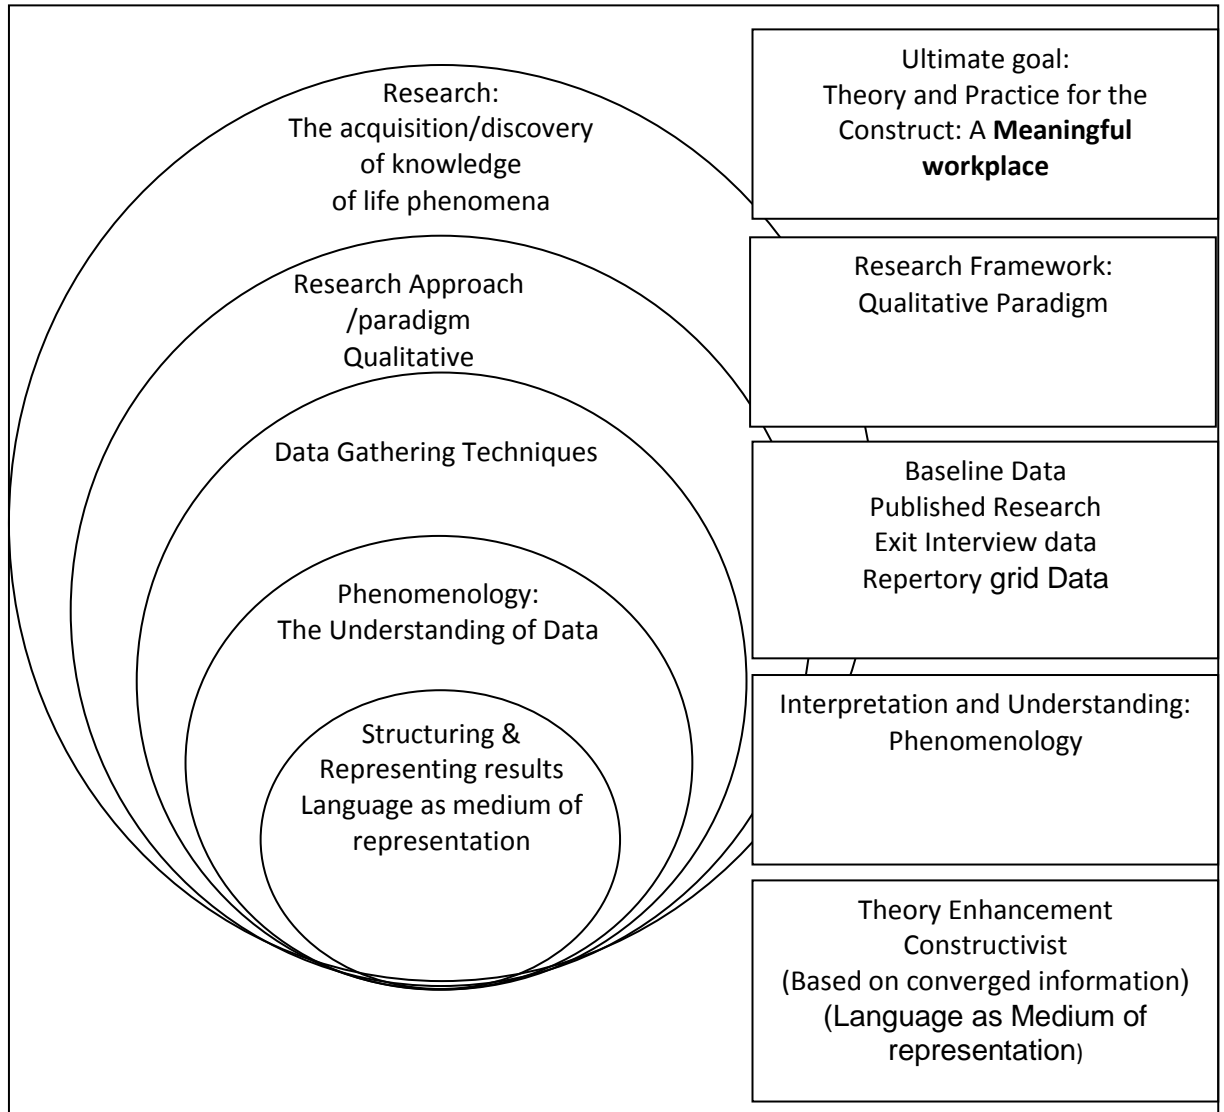 Research:
The acquisition/discovery
of knowledge
of life phenomena
Research Approach
/paradigm
Qualitative
Data Gathering Techniques
Phenomenology:
The Understanding of Data
Structuring &
Representing results
Language as medium of
representation
Ultimate goal:
Theory and Practice for the
Construct: A Meaningful
workplace
Research Framework:
Qualitative Paradigm
Baseline Data
Published Research
Exit Interview data
Repertory grid Data
Interpretation and Understanding:
Phenomenology
Theory Enhancement
Constructivist
(Based on converged information)
(Language as Medium of
representation)